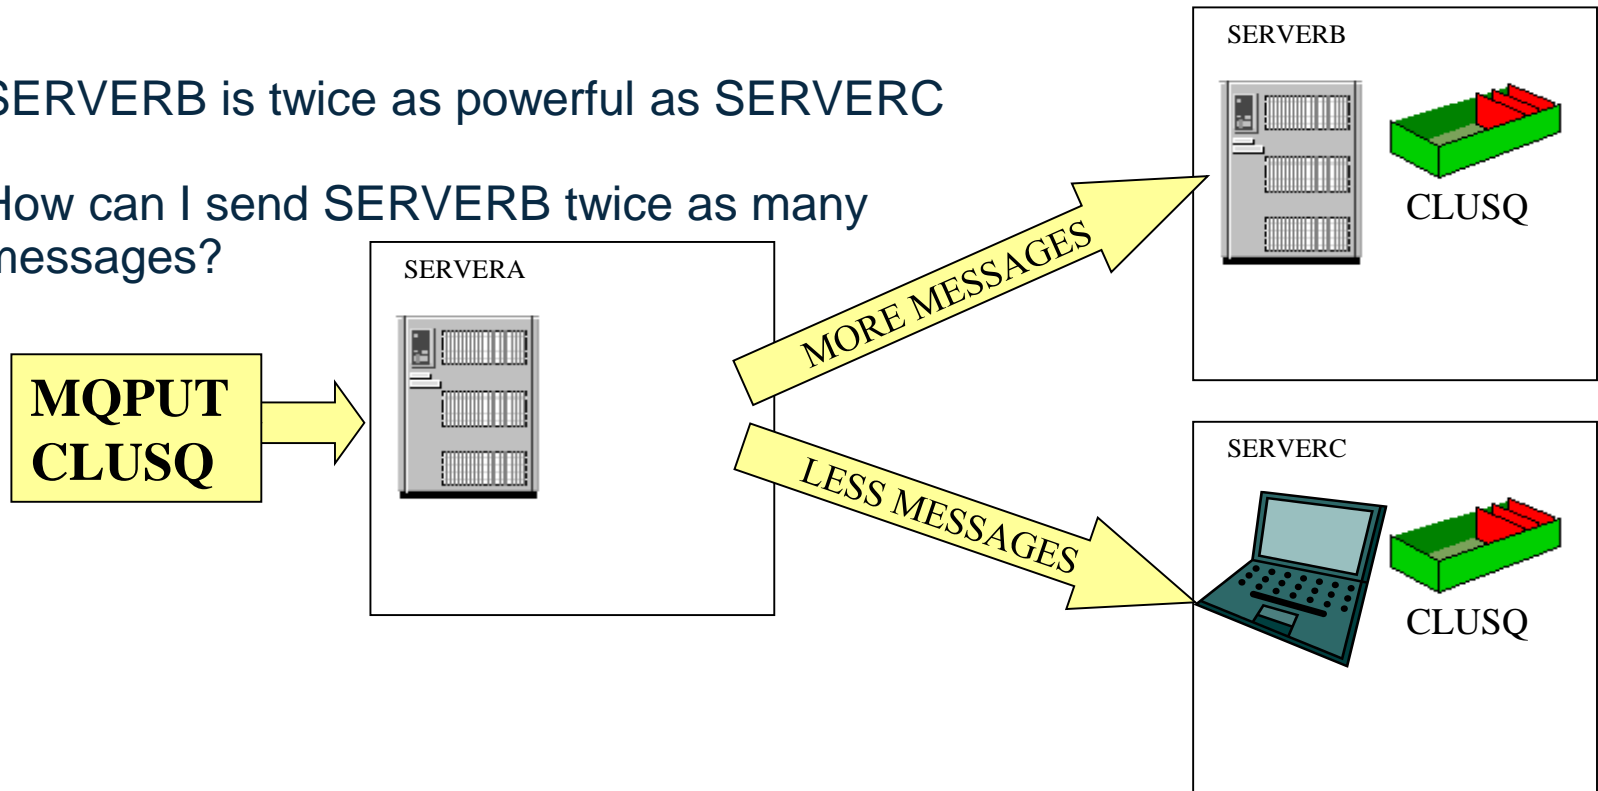 SERVERB is twice as powerful as SERVERC
How can I send SERVERB twice as many
messages?
SERVERA
MQPUT
CLUSQ
MORE MESSAGES
LESS MESSAGES
SERVERB
CLUSQ
SERVERC
CLUSQ